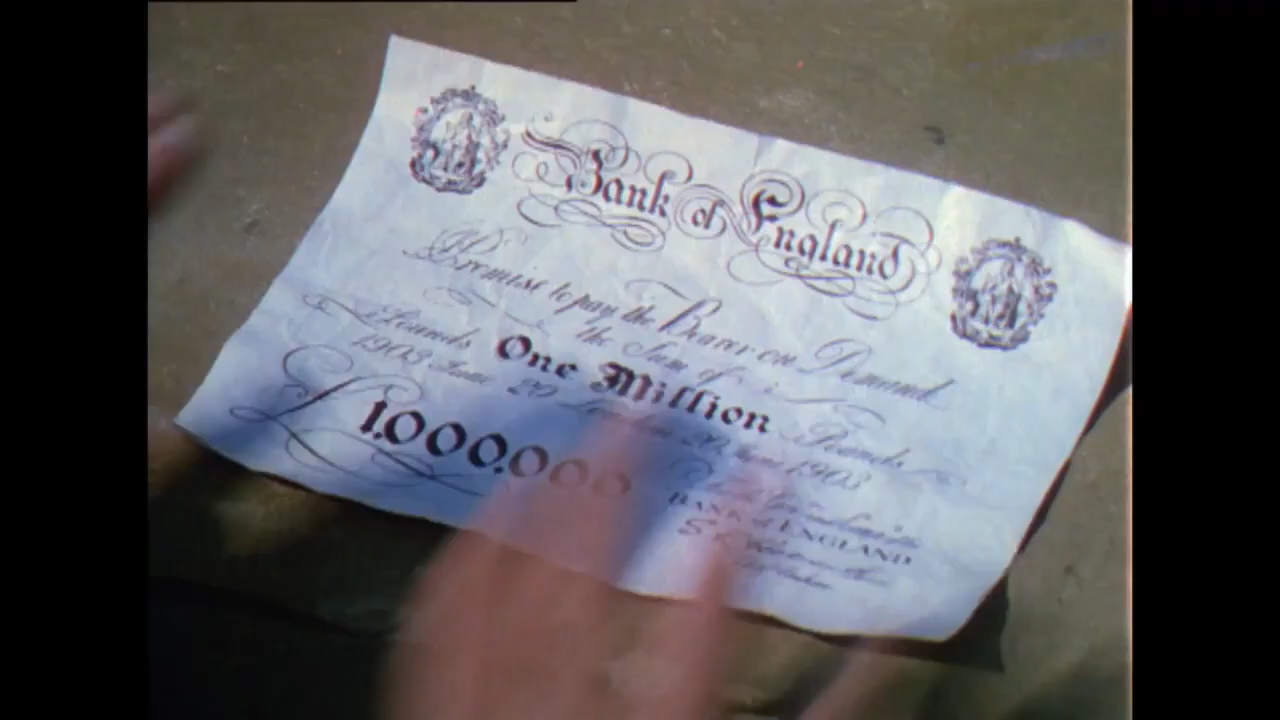 Bank of England
Promise to pay the Bearer on Demand
the Sum of
Pounds One Million Pounds
1903 June 20 London 20 June 1903
£1,000,000
BANK of ENGLAND